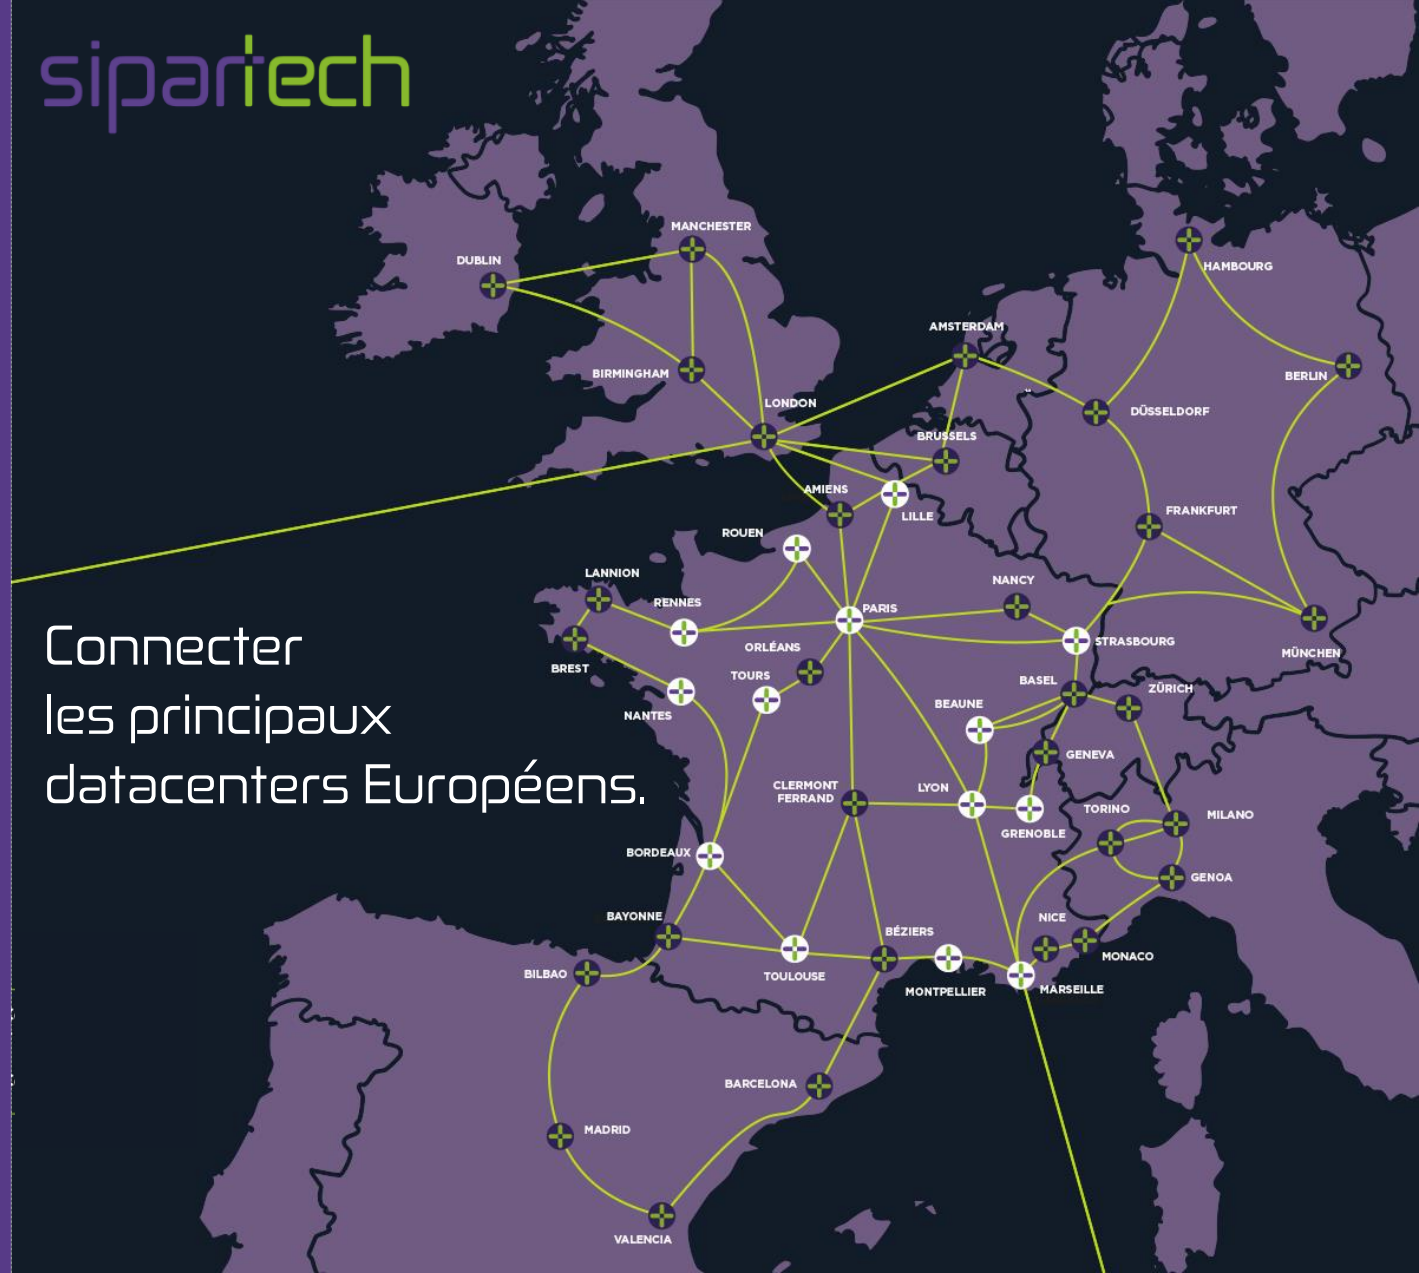 sipartech
MANCHESTER
DUBLIN
HAMBOURG
AMSTERDAM
BIRMINGHAM
BERLIN
LONDON
DÜSSELDORF
BRUSSELS
AMIENS
LILLE
FRANKFURT
ROUEN
LANNION
NANCY
RENNES
PARIS
STRASBOURG
ORLÉANS
MÜNCHEN
BREST
TOURS
BASEL
ZÜRICH
NANTES
BEAUNE
Connecter
les principaux
datacenters Européens.
GENEVA
CLERMONT
FERRAND
LYON
TORINO
MILANO
GRENOBLE
BORDEAUX
GENOA
BAYONNE
NICE
BÉZIERS
MONACO
BILBAO
TOULOUSE
MONTPELLIER
MARSEILLE
BARCELONA
MADRID
VALENCIA